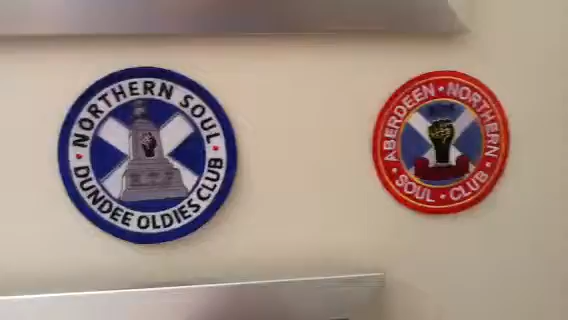 NORTHERN SOUL
DUNDEE OLDIES CLUB
ABERDEEN • NORTHERN
SOUL • CLUB